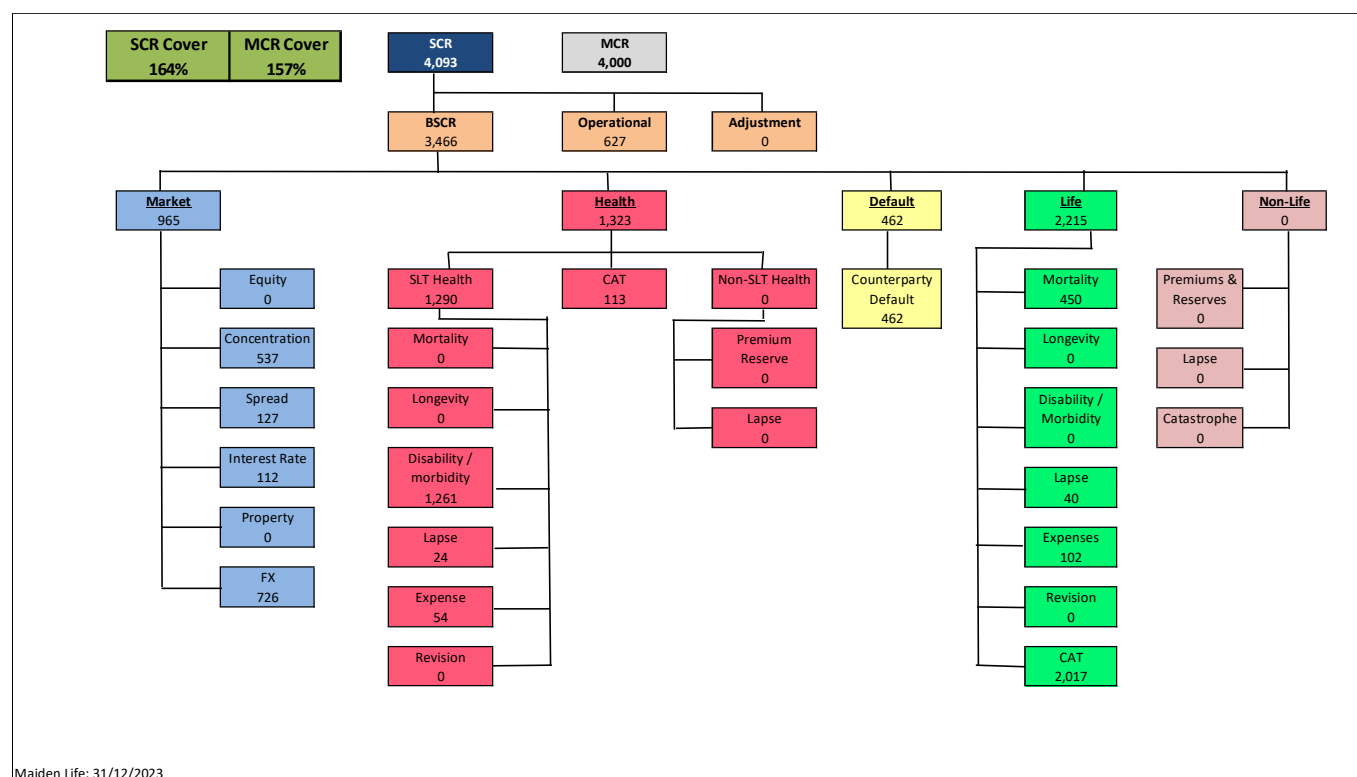 SCR Cover
164%
MCR Cover
157%
SCR
4,093
MCR
4,000
BSCR
3,466
Operational
627
Adjustment
0
Market
965
Health
1,323
Default
462
Life
2,215
Non-Life
0
Equity
0
Concentration
537
Spread
127
Interest Rate
112
Property
0
FX
726
SLT Health
1,290
Mortality
0
Longevity
0
Disability /
morbidity
1,261
Lapse
24
Expense
54
Revision
0
CAT
113
Non-SLT Health
0
Premium
Reserve
0
Lapse
0
Counterparty
Default
462
Mortality
450
Longevity
0
Disability /
Morbidity
0
Lapse
40
Expenses
102
Revision
0
CAT
2,017
Premiums &
Reserves
0
Lapse
0
Catastrophe
0
Maiden Life: 31/12/2023